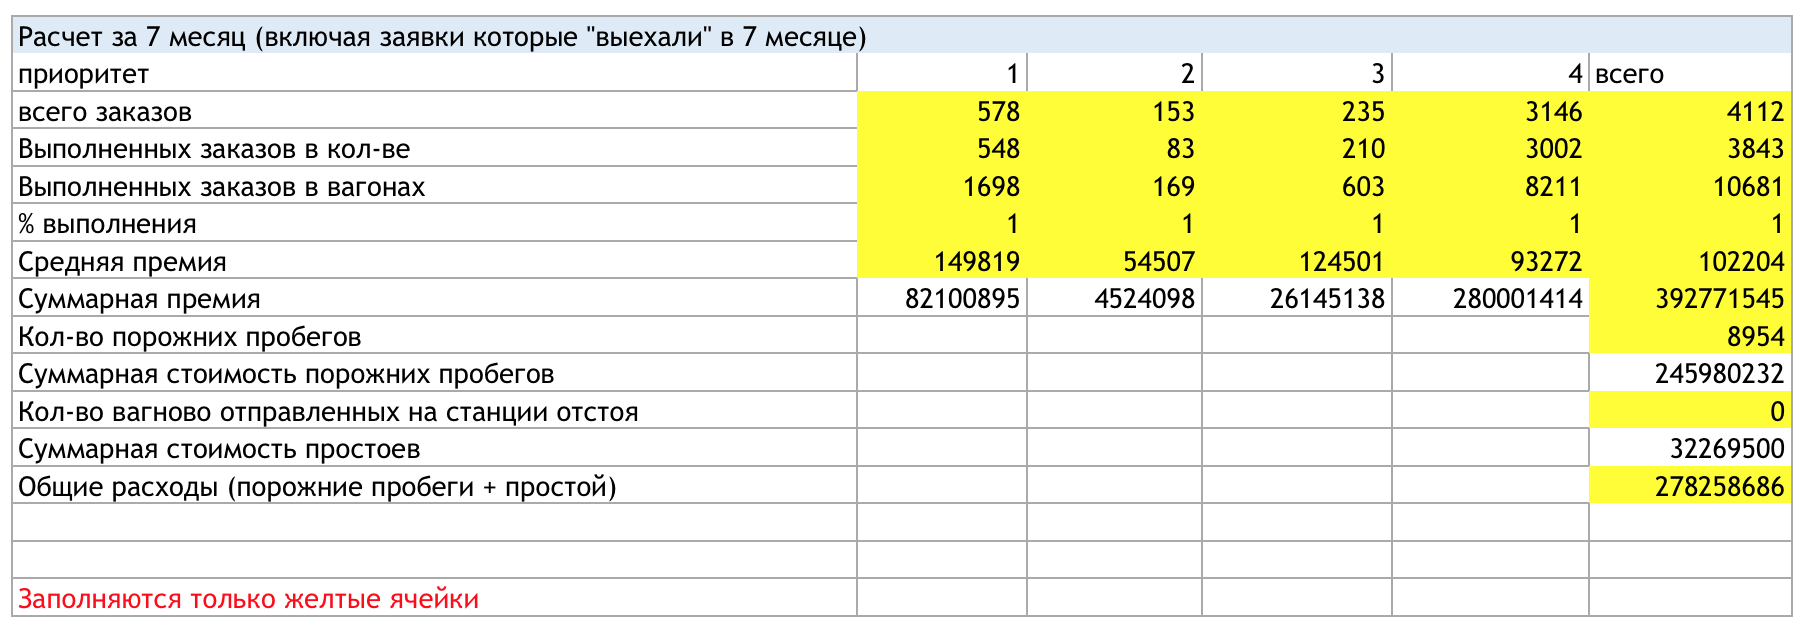 Расчет за 7 месяц (включая заявки которые "выехали" в 7 месяце)
приоритет 1 2 3 4 всего
всего заказов 578 153 235 3146 4112
Выполненных заказов в кол-ве 548 83 210 3002 3843
Выполненных заказов в вагонах 1698 169 603 8211 10681
% выполнения 1 1 1 1 1
Средняя премия 149819 54507 124501 93272 102204
Суммарная премия 82100895 4524098 26145138 280001414 392771545
Кол-во порожних пробегов 8954
Суммарная стоимость порожних пробегов 245980232
Кол-во вагново отправленных на станции отстоя 0
Суммарная стоимость простоев 32269500
Общие расходы (порожние пробеги + простой) 278258686
Заполняются только желтые ячейки